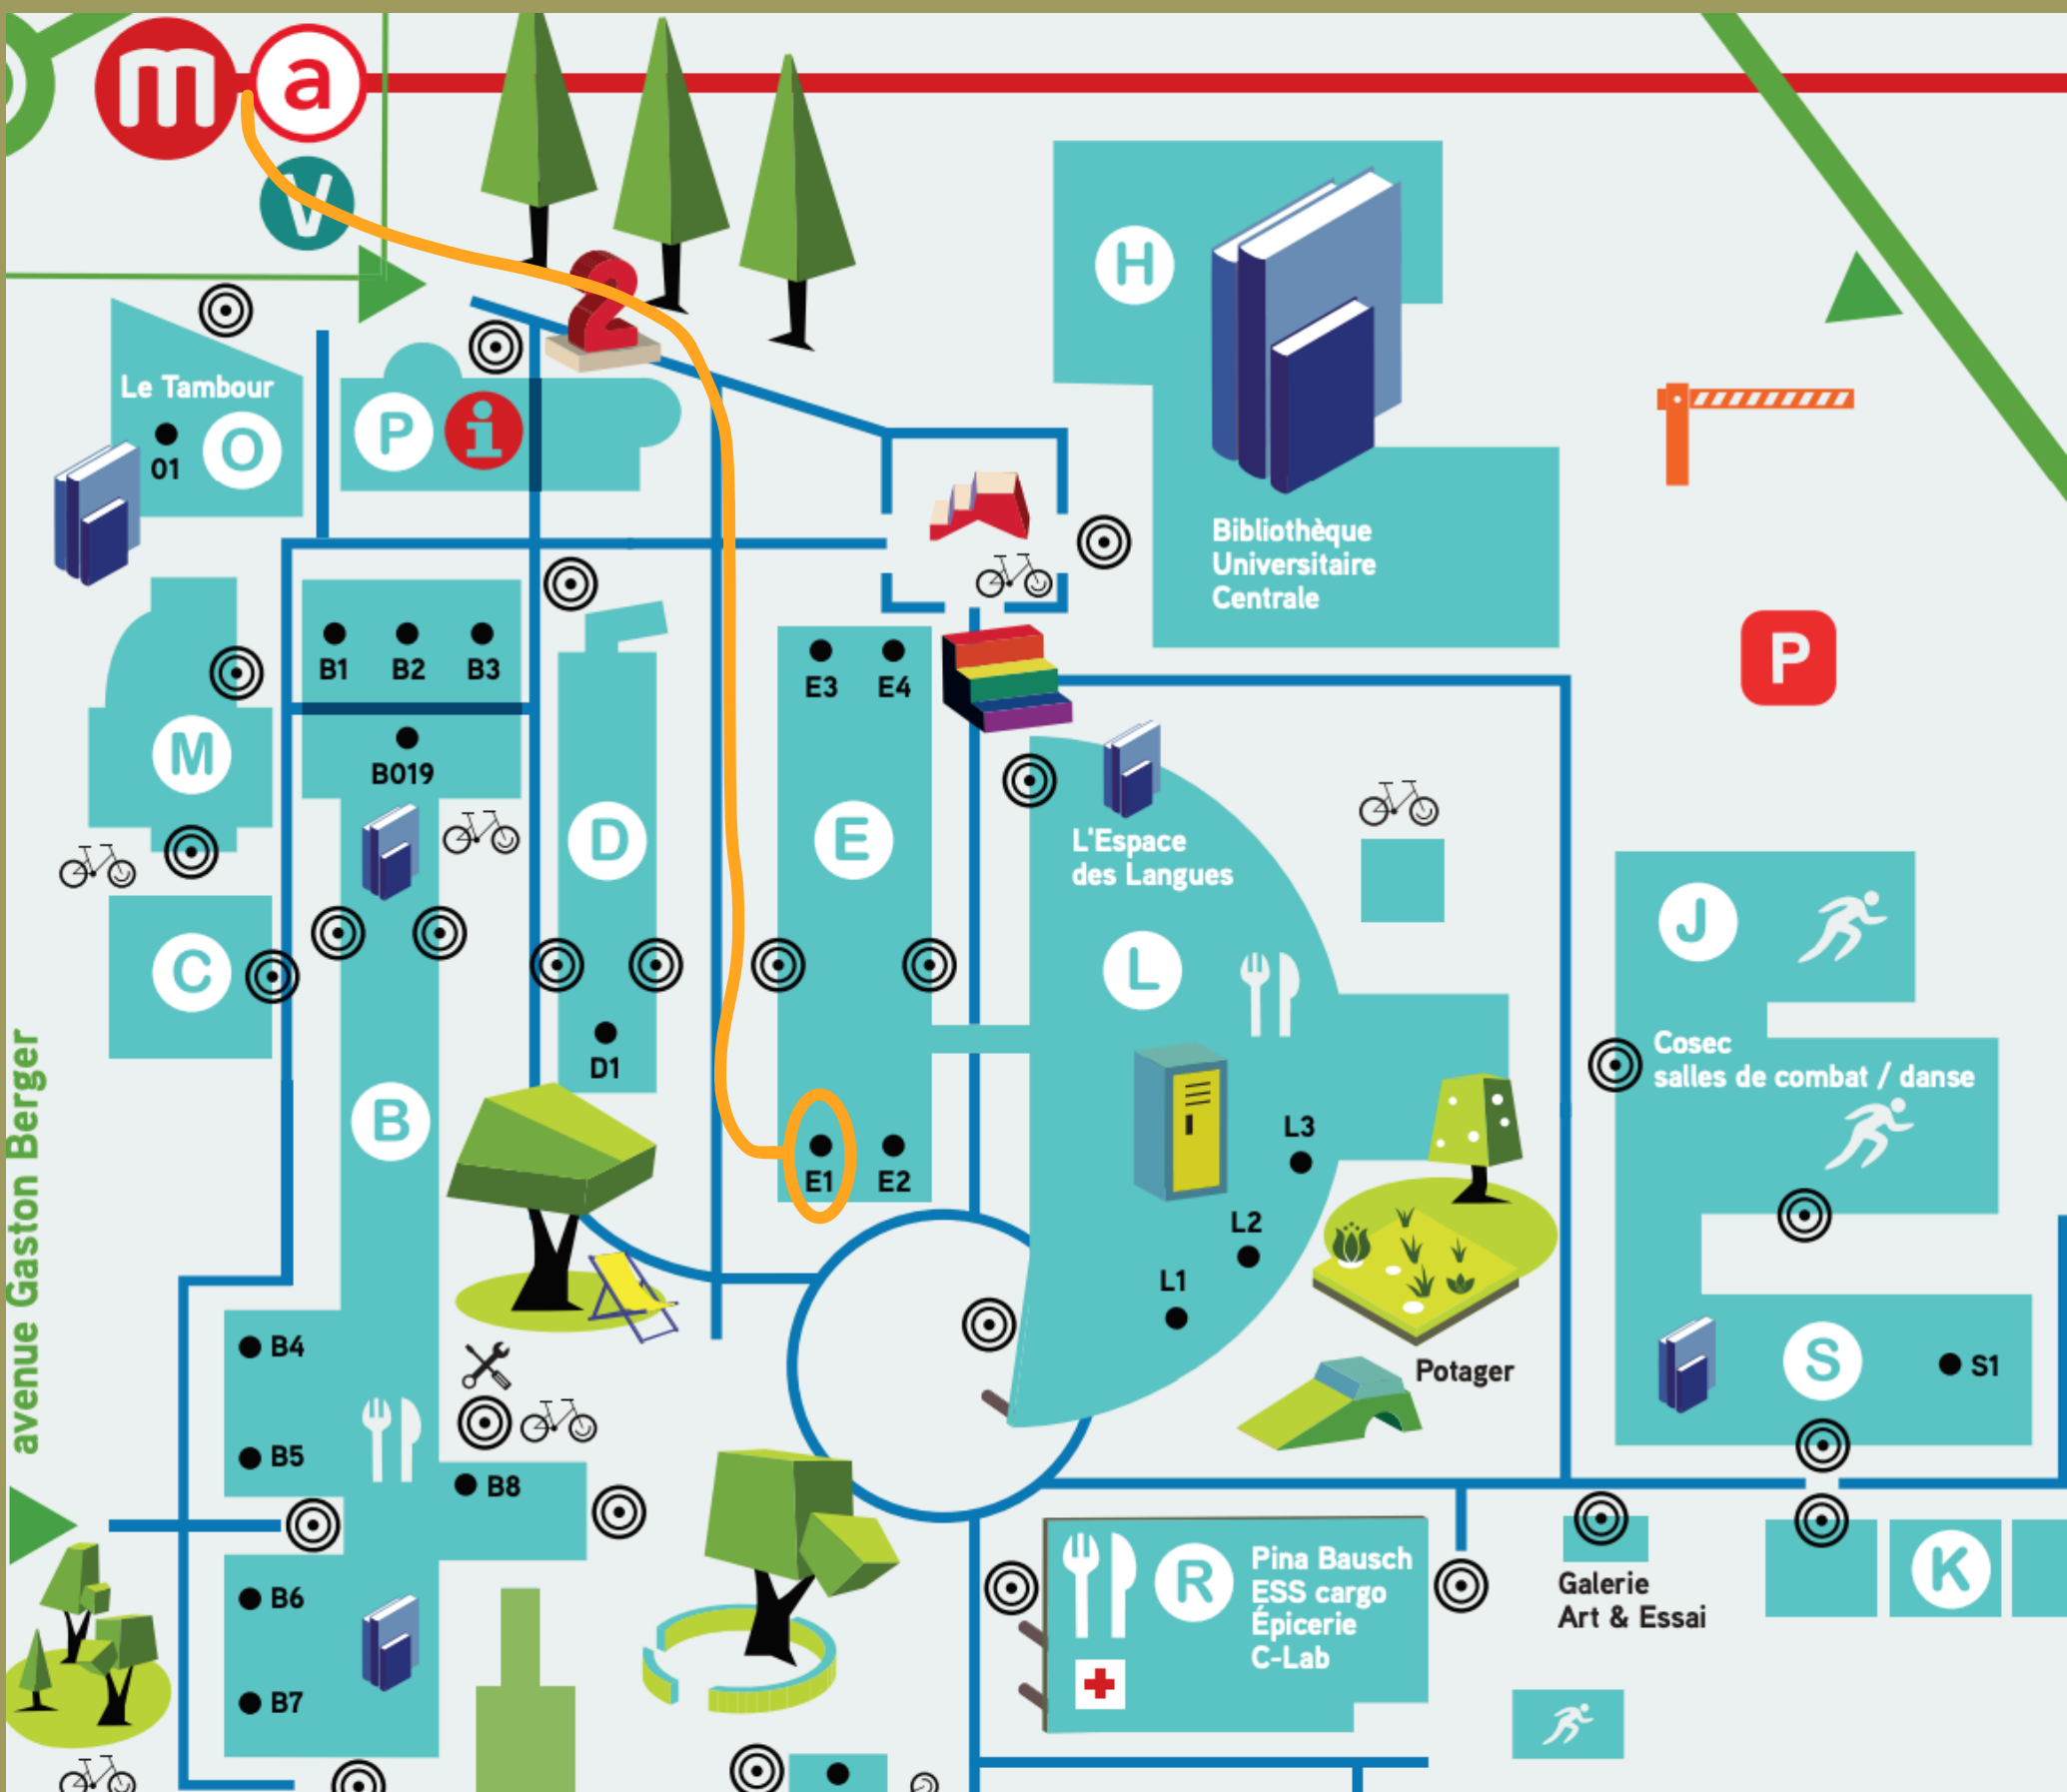 m
a
V
2
H
Le Tambour
O
01
P
i
Bibliothèque
Universitaire
Centrale
P
B1
B2
B3
E3
E4
B019
M
D
E
L'Espace
des Langues
J
C
L
Cosec
salles de combat / danse
D1
B
L3
E1
E2
L2
L1
avenue Gaston Berger
B4
Potager
S
S1
B5
B8
R
Pina Bausch
ESS cargo
Épicerie
C-Lab
K
Galerie
Art & Essai
B6
B7